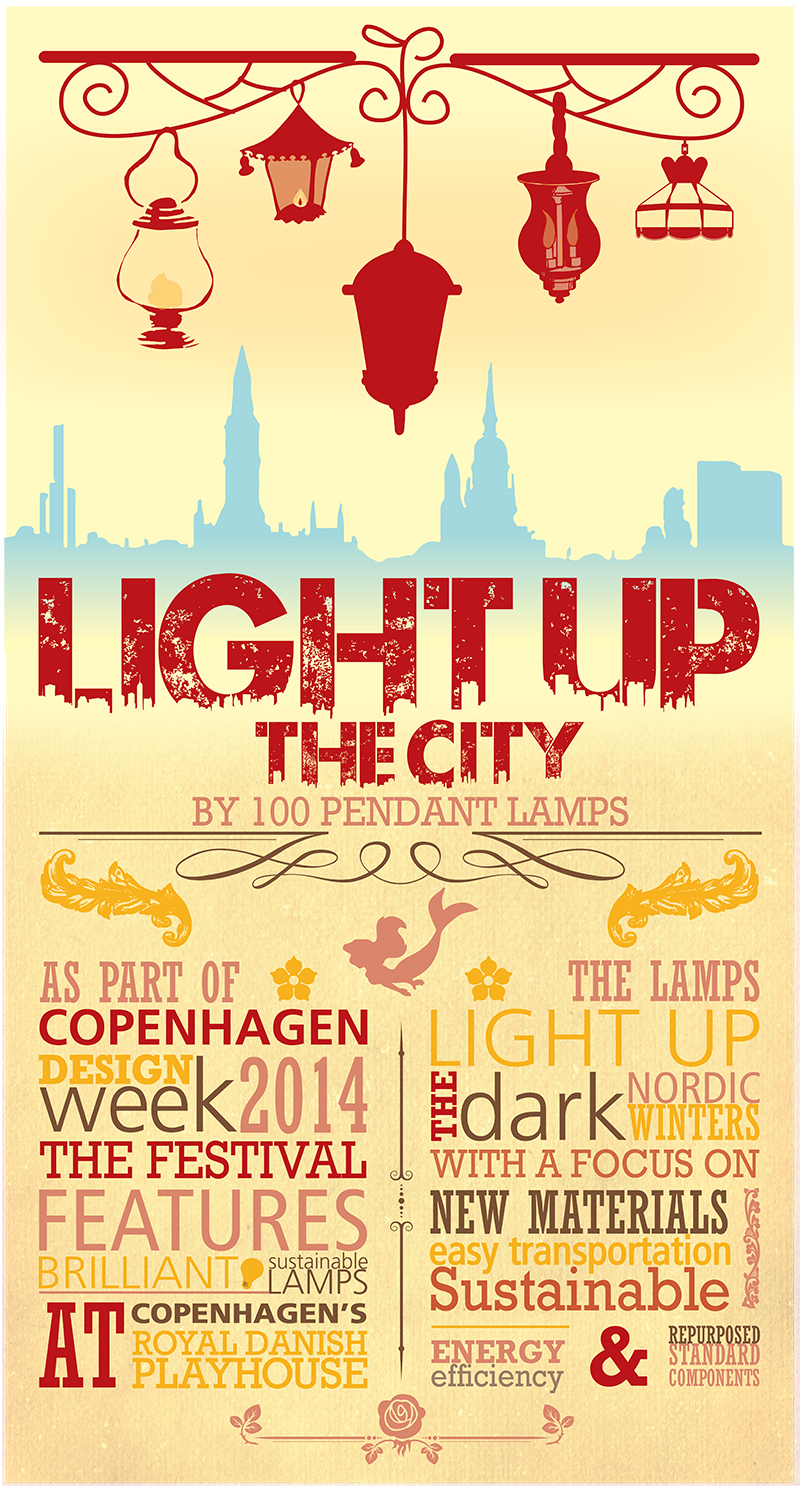 LIGHT UP
THE CITY
BY 100 PENDANT LAMPS
AS PART OF
COPENHAGEN
DESIGN
week 2014
THE FESTIVAL
FEATURES
BRILLIANT sustainable
LAMPS
AT COPENHAGEN'S
ROYAL DANISH
PLAYHOUSE
THE LAMPS
LIGHT UP
THE dark NORDIC
WINTERS
WITH A FOCUS ON
NEW MATERIALS
easy transportation
Sustainable
ENERGY
efficiency
&
REPURPOSED
STANDARD
COMPONENTS